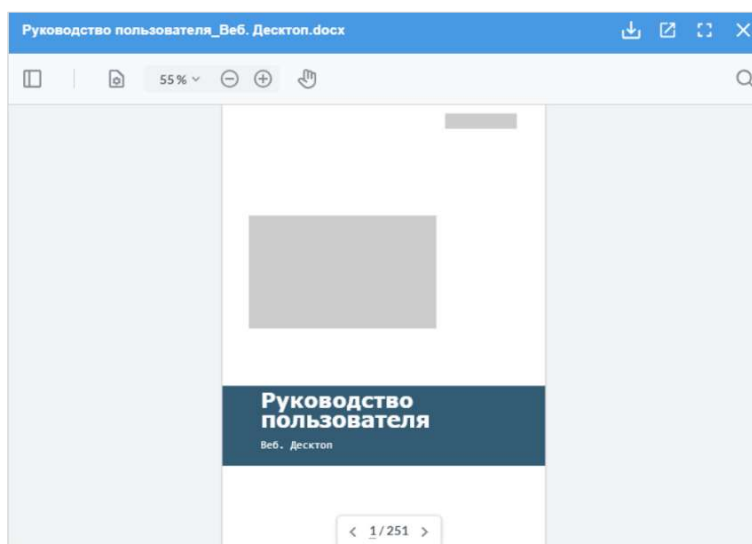 Руководство пользователя_Веб. Десктоп.docx
55 %
Руководство
пользователя
Веб. Десктоп
1 / 251